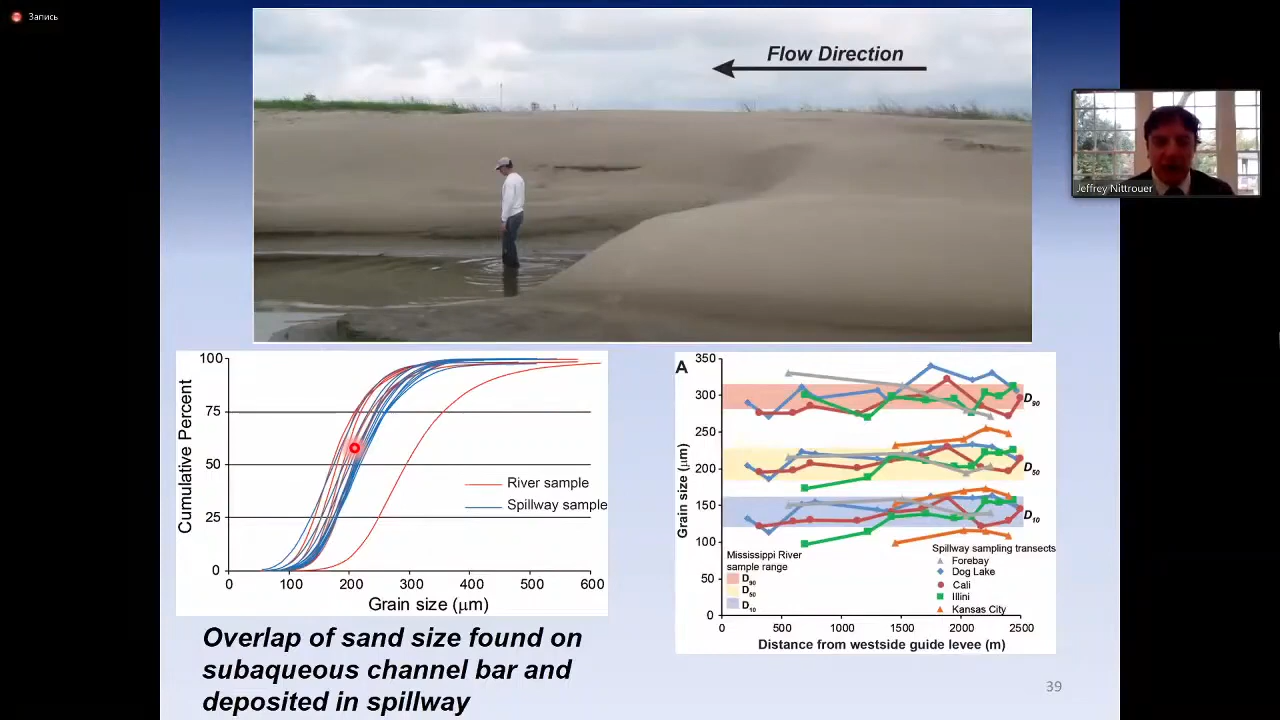 Запись
Flow Direction
Jeffrey Nittrouer
100
75
50
25
0
Cumulative Percent
River sample
Spillway sample
0 100 200 300 400 500 600
Grain size (μm)
A
350
300
250
200
150
100
50
0
Grain size (μm)
D90
D50
D10
Mississippi River
sample range
D90
D50
D10
Spillway sampling transects
Forebay
Dog Lake
Cali
Illini
Kansas City
0 500 1000 1500 2000 2500
Distance from westside guide levee (m)
Overlap of sand size found on
subaqueous channel bar and
deposited in spillway
39